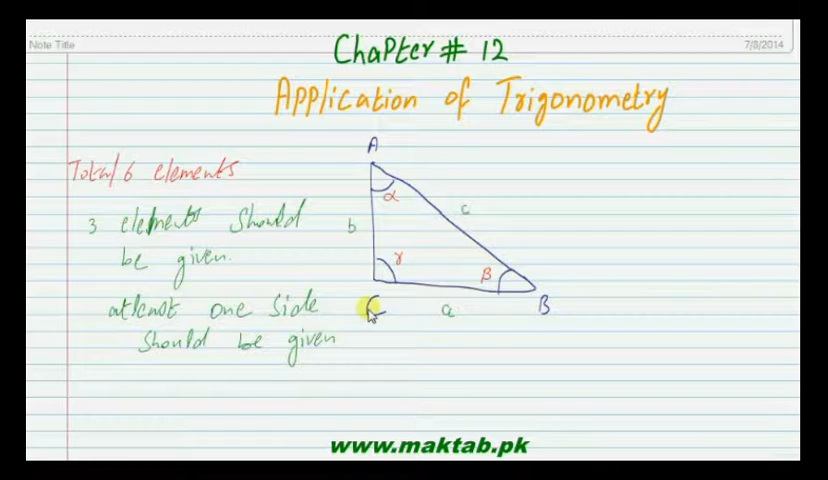 Note Title
7/8/2014
Chapter # 12
Application of Trigonometry
Total 6 elements
3 elements should
be given.
atleast one side
should be given
A
α
b
c
γ
β
C
a
B
www.maktab.pk